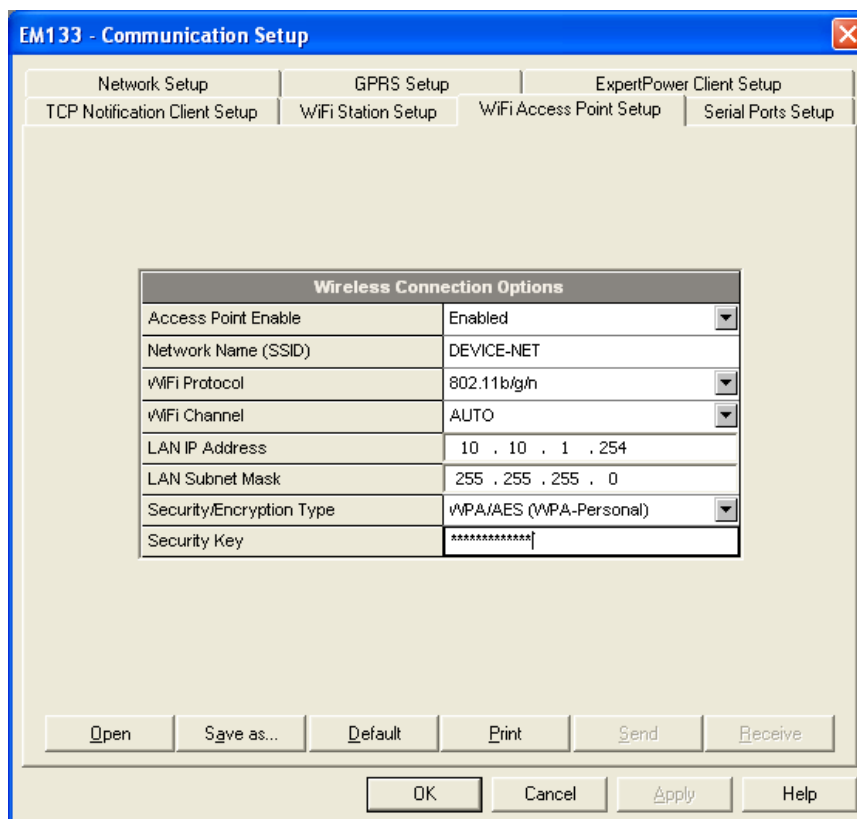 EM133 - Communication Setup
Network Setup GPRS Setup ExpertPower Client Setup
TCP Notification Client Setup WiFi Station Setup WiFi Access Point Setup Serial Ports Setup
Wireless Connection Options
Access Point Enable Enabled
Network Name (SSID) DEVICE-NET
WiFi Protocol 802.11b/g/n
WiFi Channel AUTO
LAN IP Address 10 . 10 . 1 . 254
LAN Subnet Mask 255 . 255 . 255 . 0
Security/Encryption Type WPA/AES (WPA-Personal)
Security Key *************
Open Save as... Default Print Send Receive
OK Cancel Apply Help